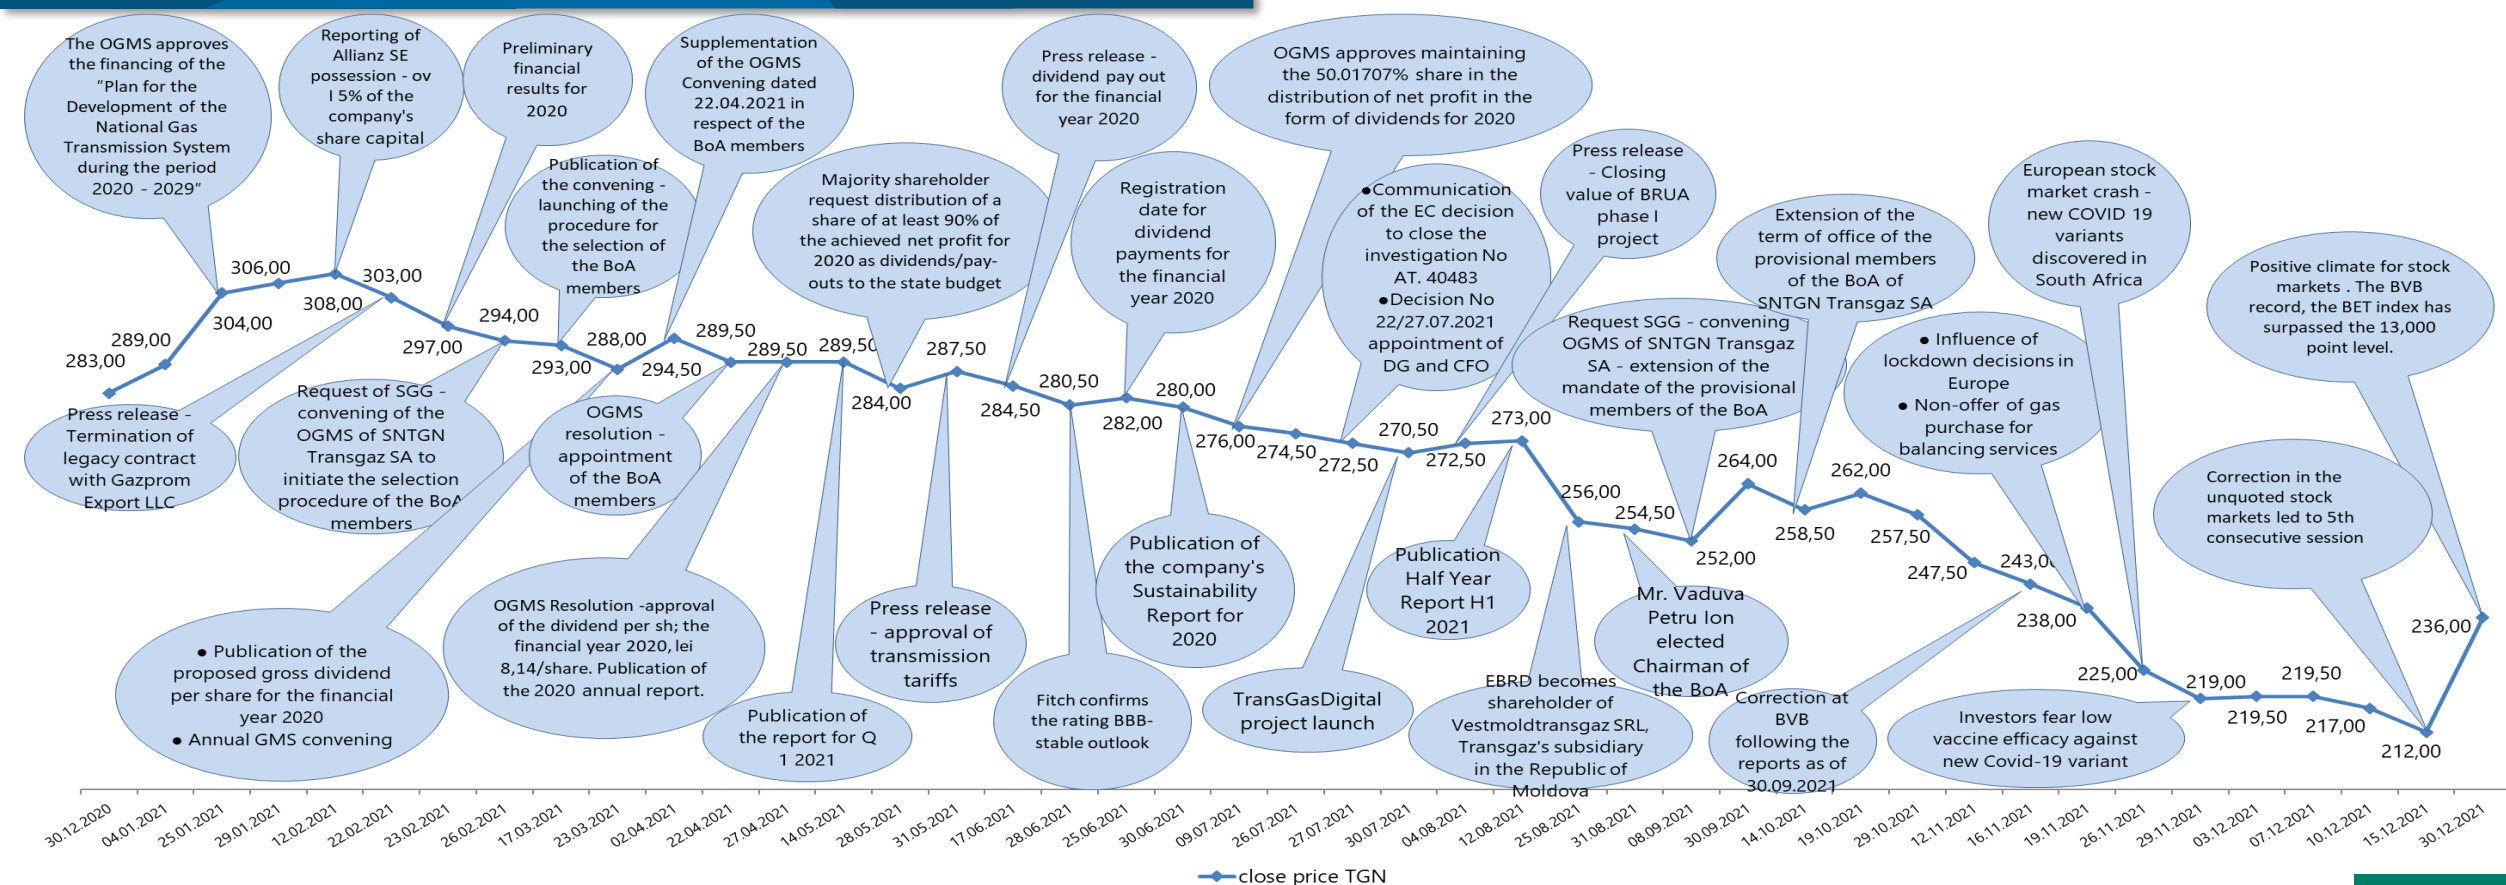 The OGMS approves
the financing of the
“Plan for the
Development of the
National Gas
Transmission System
during the period
2020 - 2029”
Reporting of
Allianz SE
possession - ov
I 5% of the
company's
share capital
Preliminary
financial
results for
2020
Publication of
the convening -
launching of the
procedure for
the selection of
the BoA
members
Supplementation
of the OGMS
Convening dated
22.04.2021 in
respect of the
BoA members
Majority shareholder
request distribution of a
share of at least 90% of
the achieved net profit for
2020 as dividends/pay-
outs to the state budget
Press release -
dividend pay out
for the financial
year 2020
Registration
date for
dividend
payments for
the financial
year 2020
OGMS approves maintaining
the 50.01707% share in the
distribution of net profit in the
form of dividends for 2020
●Communication
of the EC decision
to close the
investigation No
AT. 40483
●Decision No
22/27.07.2021
appointment of
DG and CFO
Press release
- Closing
value of BRUA
phase I
project
Request SGG - convening
OGMS of SNTGN Transgaz
SA - extension of the
mandate of the provisional
members of the BoA
Extension of the
term of office of the
provisional members
of the BoA of
SNTGN Transgaz SA
● Influence of
lockdown decisions in
Europe
● Non-offer of gas
purchase for
balancing services
European stock
market crash -
new COVID 19
variants
discovered in
South Africa
Positive climate for stock
markets . The BVB
record, the BET index has
surpassed the 13,000
point level.
Correction in the
unquoted stock
markets led to 5th
consecutive session
283,00
289,00
304,00
306,00
308,00
303,00
297,00
294,00
293,00
288,00
294,50
289,50
289,50
289,50
284,00
287,50
284,50
280,50
282,00
280,00
276,00
274,50
272,50
270,50
272,50
273,00
256,00
254,50
252,00
264,00
258,50
262,00
257,50
247,50
243,00
238,00
225,00
219,00
219,50
219,50
217,00
212,00
236,00
Press release -
Termination of
legacy contract
with Gazprom
Export LLC
Request of SGG -
convening of the
OGMS of SNTGN
Transgaz SA to
initiate the selection
procedure of the BoA
members
OGMS
resolution -
appointment
of the BoA
members
● Publication of the
proposed gross dividend
per share for the financial
year 2020
● Annual GMS convening
OGMS Resolution -approval
of the dividend per sh; the
financial year 2020, lei
8,14/share. Publication of
the 2020 annual report.
Publication of
the report for Q
1 2021
Press release
- approval of
transmission
tariffs
Fitch confirms
the rating BBB-
stable outlook
Publication of
the company's
Sustainability
Report for
2020
TransGasDigital
project launch
Publication
Half Year
Report H1
2021
EBRD becomes
shareholder of
Vestmoldtransgaz SRL,
Transgaz's subsidiary
in the Republic of
Moldova
Mr. Vaduva
Petru Ion
elected
Chairman of
the BoA
Correction at
BVB
following the
reports as of
30.09.2021
Investors fear low
vaccine efficacy against
new Covid-19 variant
30.12.2020
04.01.2021
25.01.2021
29.01.2021
12.02.2021
22.02.2021
23.02.2021
26.02.2021
17.03.2021
23.03.2021
02.04.2021
22.04.2021
27.04.2021
14.05.2021
28.05.2021
31.05.2021
17.06.2021
28.06.2021
25.06.2021
30.06.2021
09.07.2021
26.07.2021
27.07.2021
30.07.2021
04.08.2021
12.08.2021
25.08.2021
31.08.2021
08.09.2021
30.09.2021
14.10.2021
19.10.2021
29.10.2021
12.11.2021
16.11.2021
19.11.2021
26.11.2021
29.11.2021
03.12.2021
07.12.2021
10.12.2021
15.12.2021
30.12.2021
close price TGN